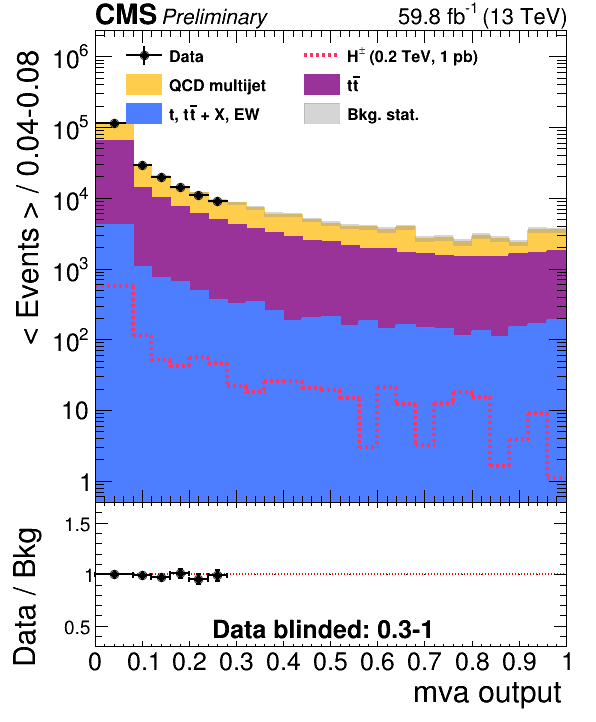 CMS Preliminary 59.8 fb⁻¹ (13 TeV)
< Events > / 0.04-0.08
10⁶
10⁵
10⁴
10³
10²
10
1
Data
H± (0.2 TeV, 1 pb)
QCD multijet
tt̄
t, tt̄ + X, EW
Bkg. stat.
Data / Bkg
1.5
1
0.5
Data blinded: 0.3-1
0 0.1 0.2 0.3 0.4 0.5 0.6 0.7 0.8 0.9 1
mva output